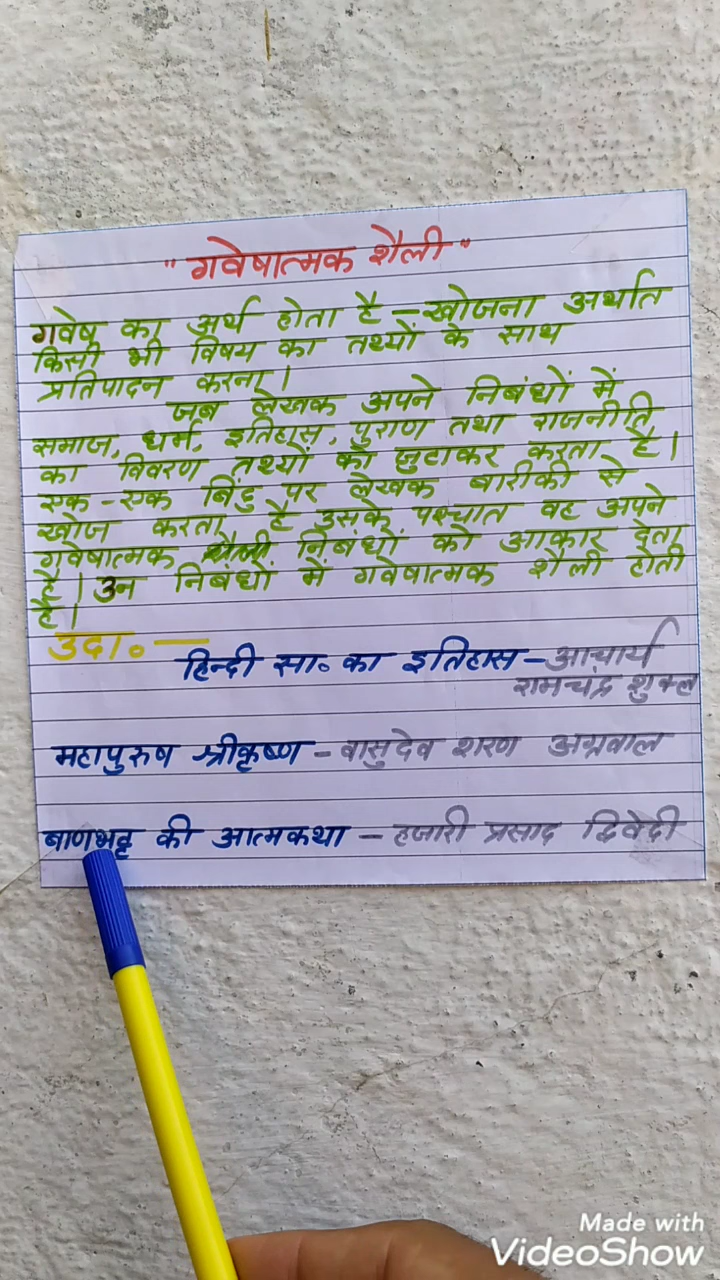 "गवेषात्मक शैली"
गवेष का अर्थ होता है – खोजना अर्थात
किसी भी विषय का तथ्यों के साथ
प्रतिपादन करना।
जब लेखक अपने निबंधों में
समाज, धर्म, इतिहास, पुराण तथा राजनीति
का विवरण तथ्यों को जुटाकर करता है।
एक-एक बिंदु पर लेखक बारीकी से
खोज करता है उसके पश्चात वह अपने
गवेषात्मक निबंधों को आकार देता
है। उन निबंधों में गवेषात्मक शैली होती
है।
उदा. —
हिन्दी सा. का इतिहास – आचार्य
रामचंद्र शुक्ल
महापुरुष श्रीकृष्ण – वासुदेव शरण अग्रवाल
बाणभट्ट की आत्मकथा – हजारी प्रसाद द्विवेदी
Made with
VideoShow